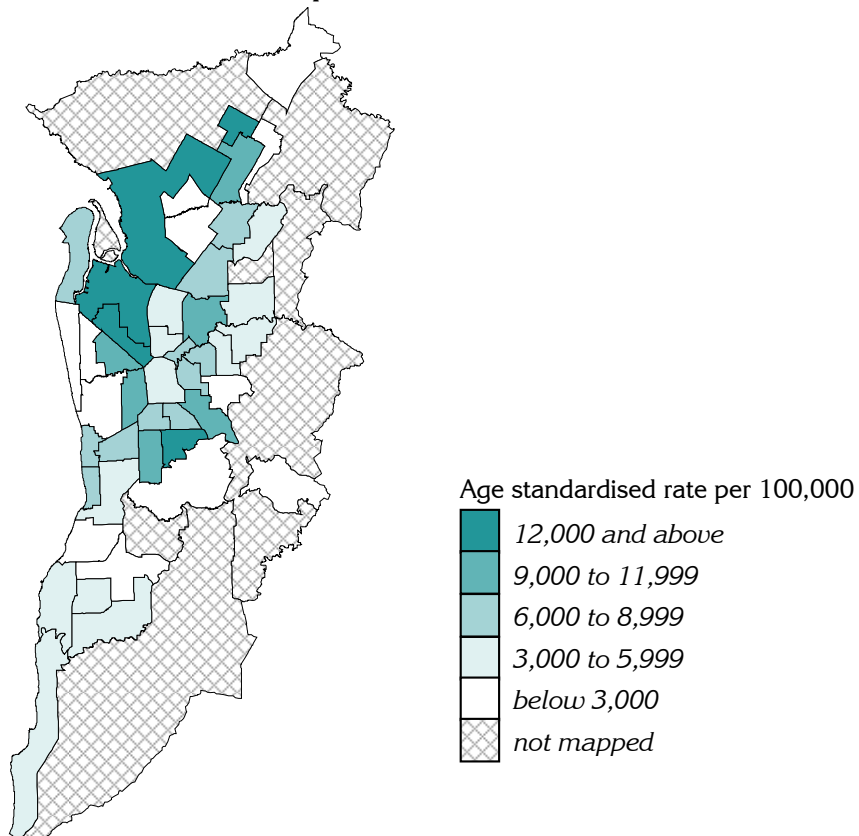 Age standardised rate per 100,000
12,000 and above
9,000 to 11,999
6,000 to 8,999
3,000 to 5,999
below 3,000
not mapped